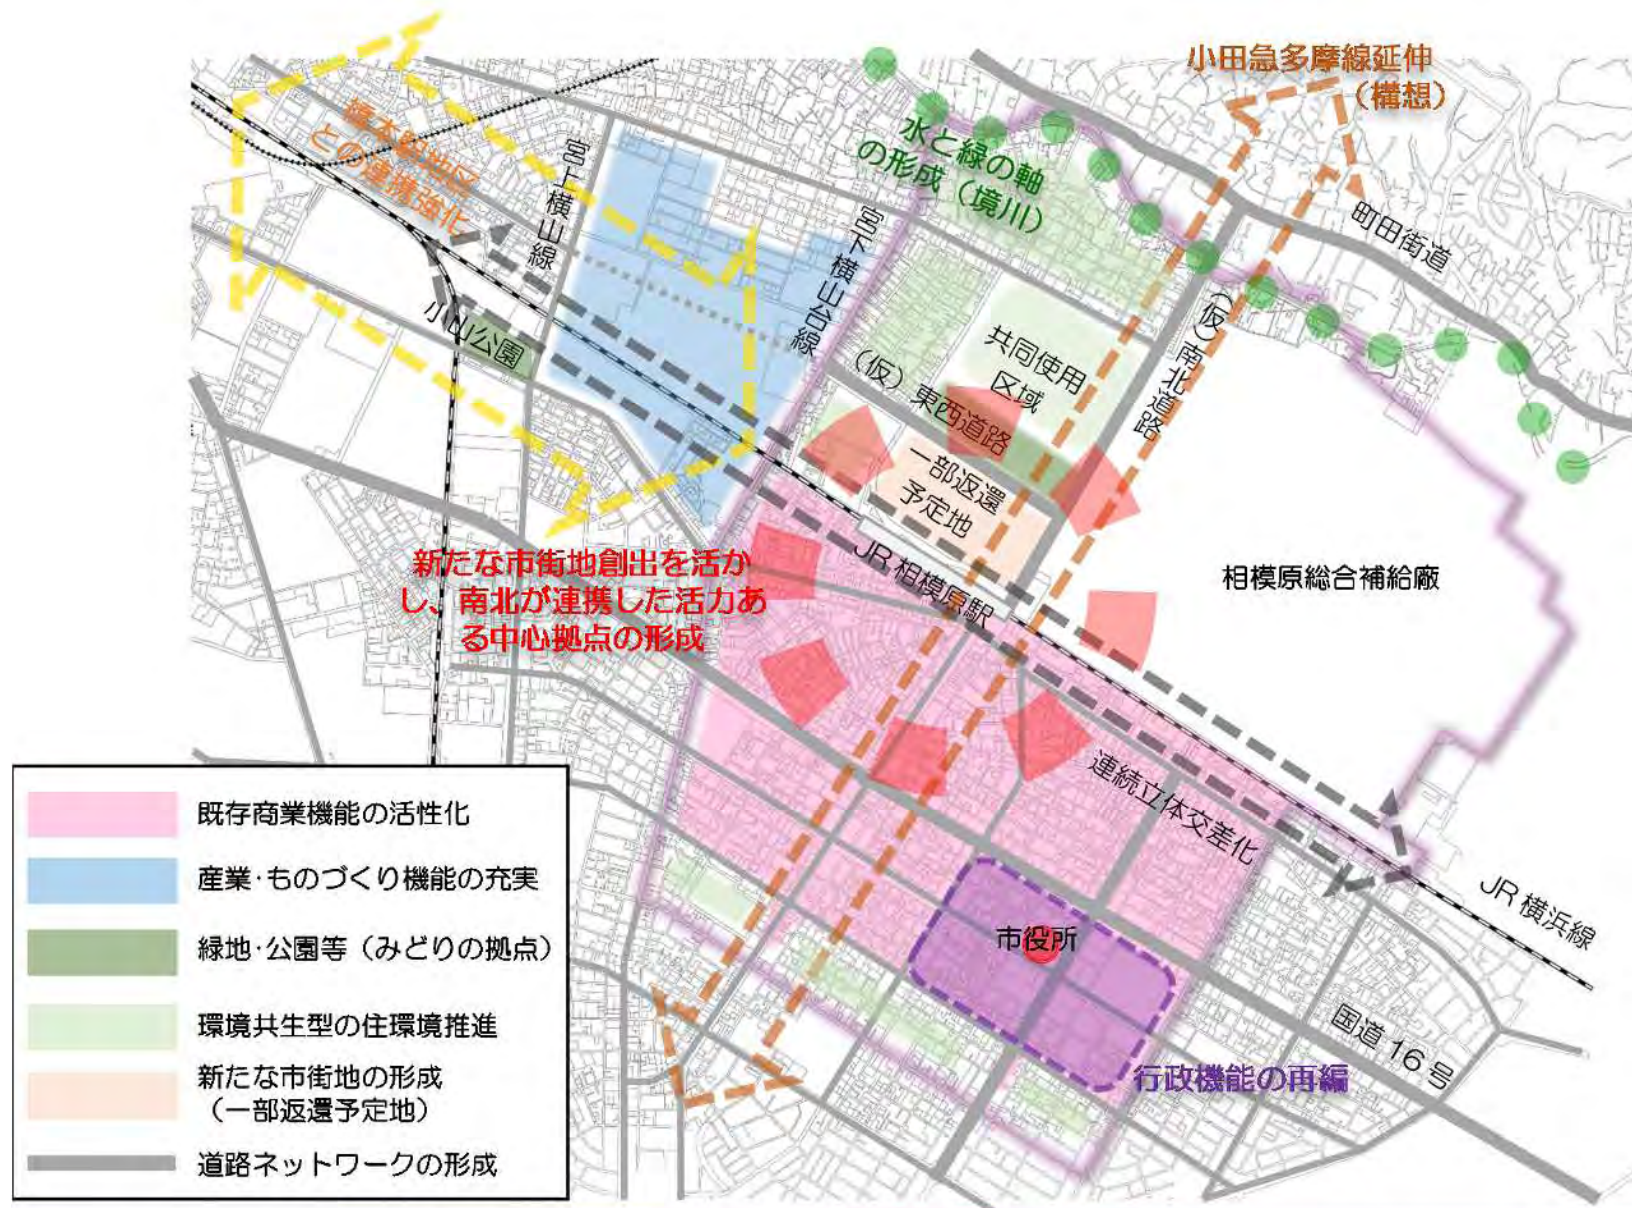 小田急多摩線延伸
（構想）
橋本駅地区
との連携強化
宮上横山線
水と緑の軸
の形成（境川）
町田街道
宮下横山台線
（仮）南北道路
小山公園
共同使用
区域
（仮）東西道路
一部返還
予定地
JR 相模原駅
相模原総合補給廠
新たな市街地創出を活か
し、南北が連携した活力あ
る中心拠点の形成
連続立体交差化
JR 横浜線
市役所
国道 16 号
行政機能の再編
既存商業機能の活性化
産業・ものづくり機能の充実
緑地・公園等（みどりの拠点）
環境共生型の住環境推進
新たな市街地の形成
（一部返還予定地）
道路ネットワークの形成